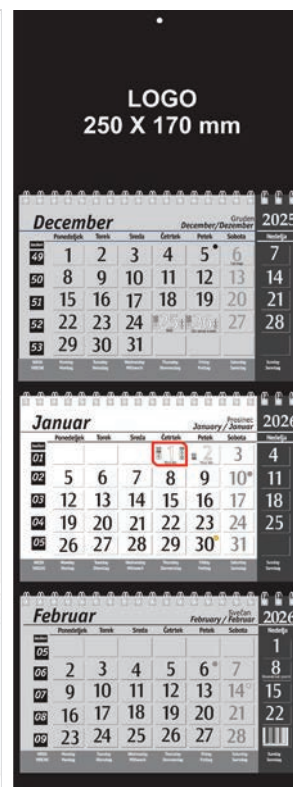 LOGO
250 X 170 mm
December
Gruden
December/Dezember
2025
Ponedeljek Torek Sreda Četrtek Petek Sobota Nedelja
49 1 2 3 4 5 6 7
50 8 9 10 11 12 13 14
51 15 16 17 18 19 20 21
52 22 23 24 25 26 27 28
53 29 30 31
Januar
Prosinec
January / Januar
2026
Ponedeljek Torek Sreda Četrtek Petek Sobota Nedelja
01 1 2 3 4
02 5 6 7 8 9 10 11
03 12 13 14 15 16 17 18
04 19 20 21 22 23 24 25
05 26 27 28 29 30 31
Februar
Svečan
February / Februar
2026
Ponedeljek Torek Sreda Četrtek Petek Sobota Nedelja
05 1
06 2 3 4 5 6 7 8
07 9 10 11 12 13 14 15
08 16 17 18 19 20 21 22
09 23 24 25 26 27 28